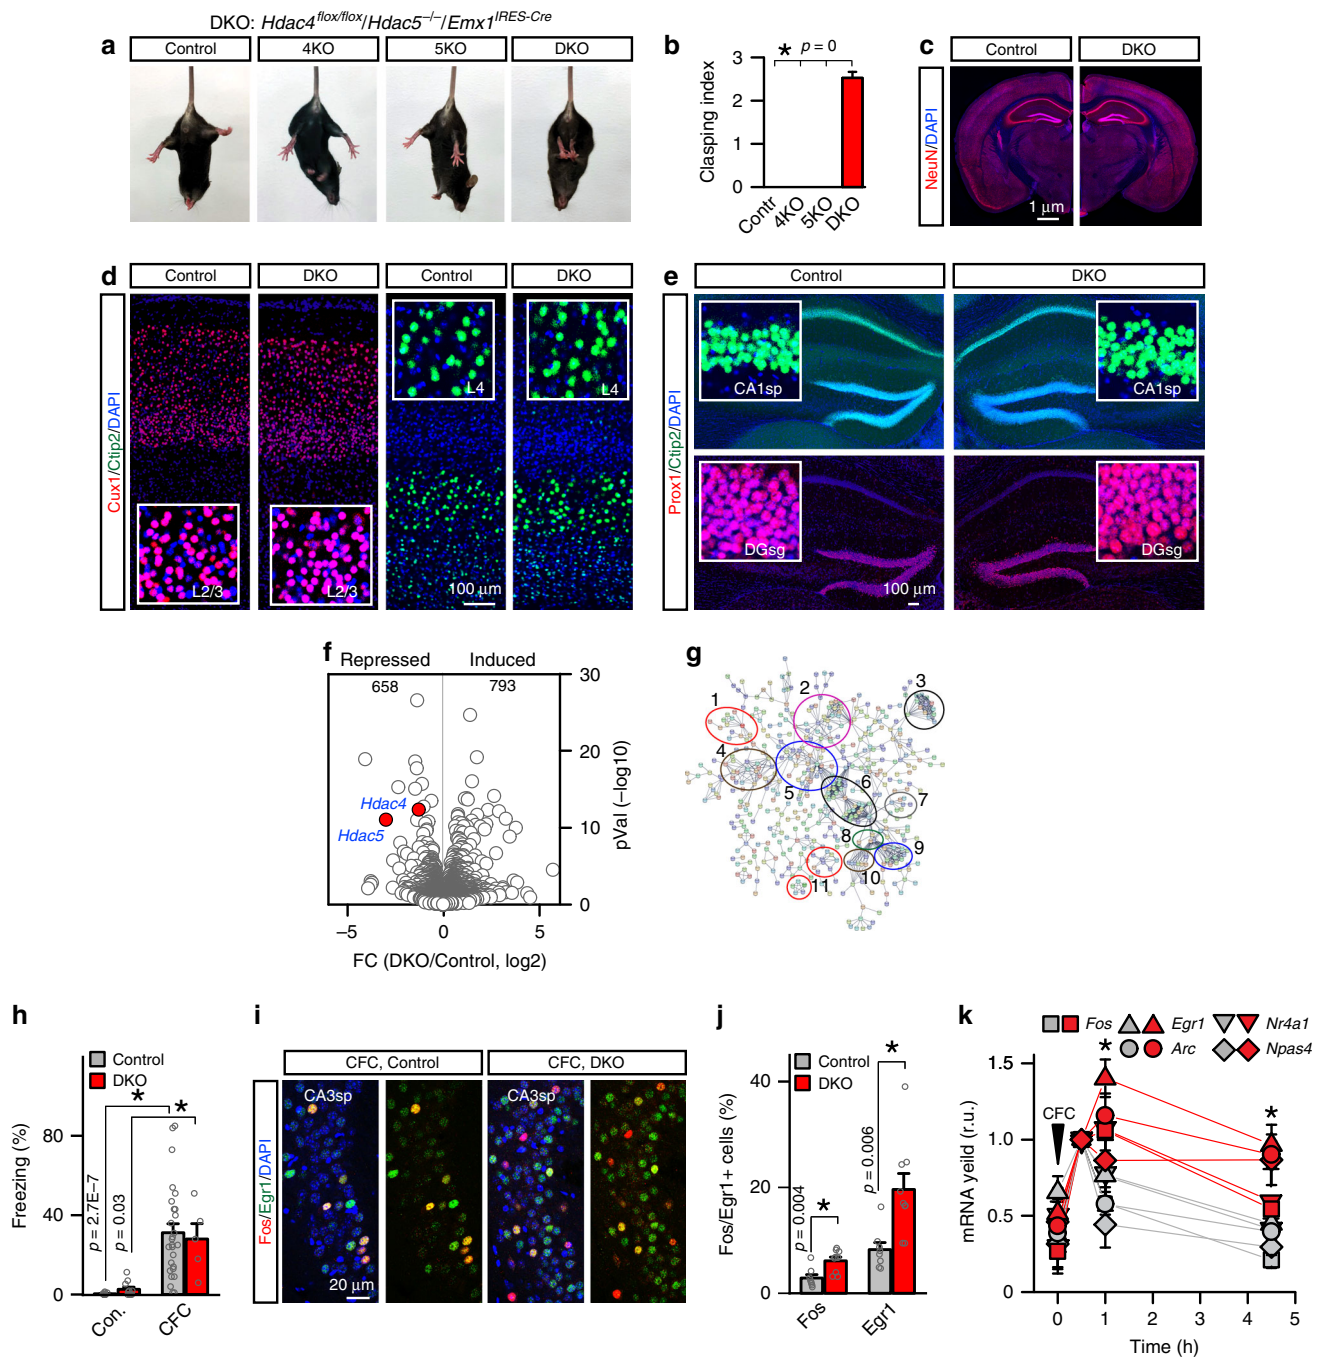 DKO: Hdac4 flox/flox/Hdac5–/–/Emx1IRES-Cre
a
Control
4KO
5KO
DKO
b
* p = 0
3
2
1
0
Clasping index
Contr
4KO
5KO
DKO
c
Control
DKO
NeuN/DAPI
1 µm
d
Control
DKO
Control
DKO
Cux1/Ctip2/DAPI
L4
L4
L2/3
L2/3
100 µm
e
Control
DKO
Prox1/Ctip2/DAPI
CA1sp
CA1sp
DGsg
DGsg
100 µm
f
Repressed
Induced
658
793
30
20
10
0
pVal (–log10)
Hdac4
Hdac5
–5
0
5
FC (DKO/Control, log2)
g
1
2
3
4
5
6
7
8
9
10
11
h
Control
DKO
*
*
80
40
0
Freezing (%)
p = 2.7E-7
p = 0.03
Con.
CFC
i
CFC, Control
CFC, DKO
Fos/Egr1/DAPI
CA3sp
CA3sp
20 µm
j
Control
DKO
*
*
40
20
0
Fos/Egr1+ cells (%)
p = 0.004
p = 0.006
Fos
Egr1
k
Fos
Egr1
Nr4a1
Arc
Npas4
*
*
CFC
1.5
1.0
0.5
0
mRNA yeild (r.u.)
0
1
2
3
4
5
Time (h)